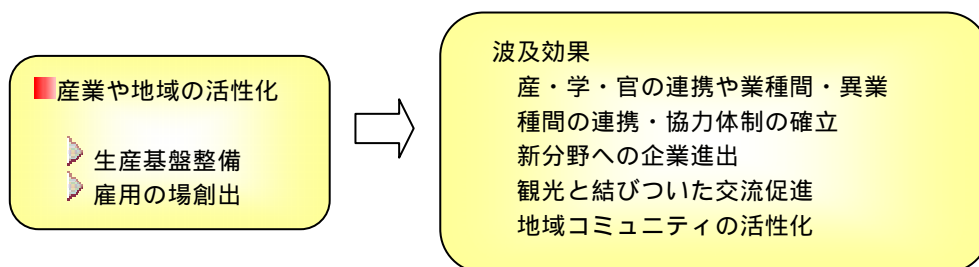 産業や地域の活性化
生産基盤整備
雇用の場創出
波及効果
産・学・官の連携や業種間・異業
種間の連携・協力体制の確立
新分野への企業進出
観光と結びついた交流促進
地域コミュニティの活性化